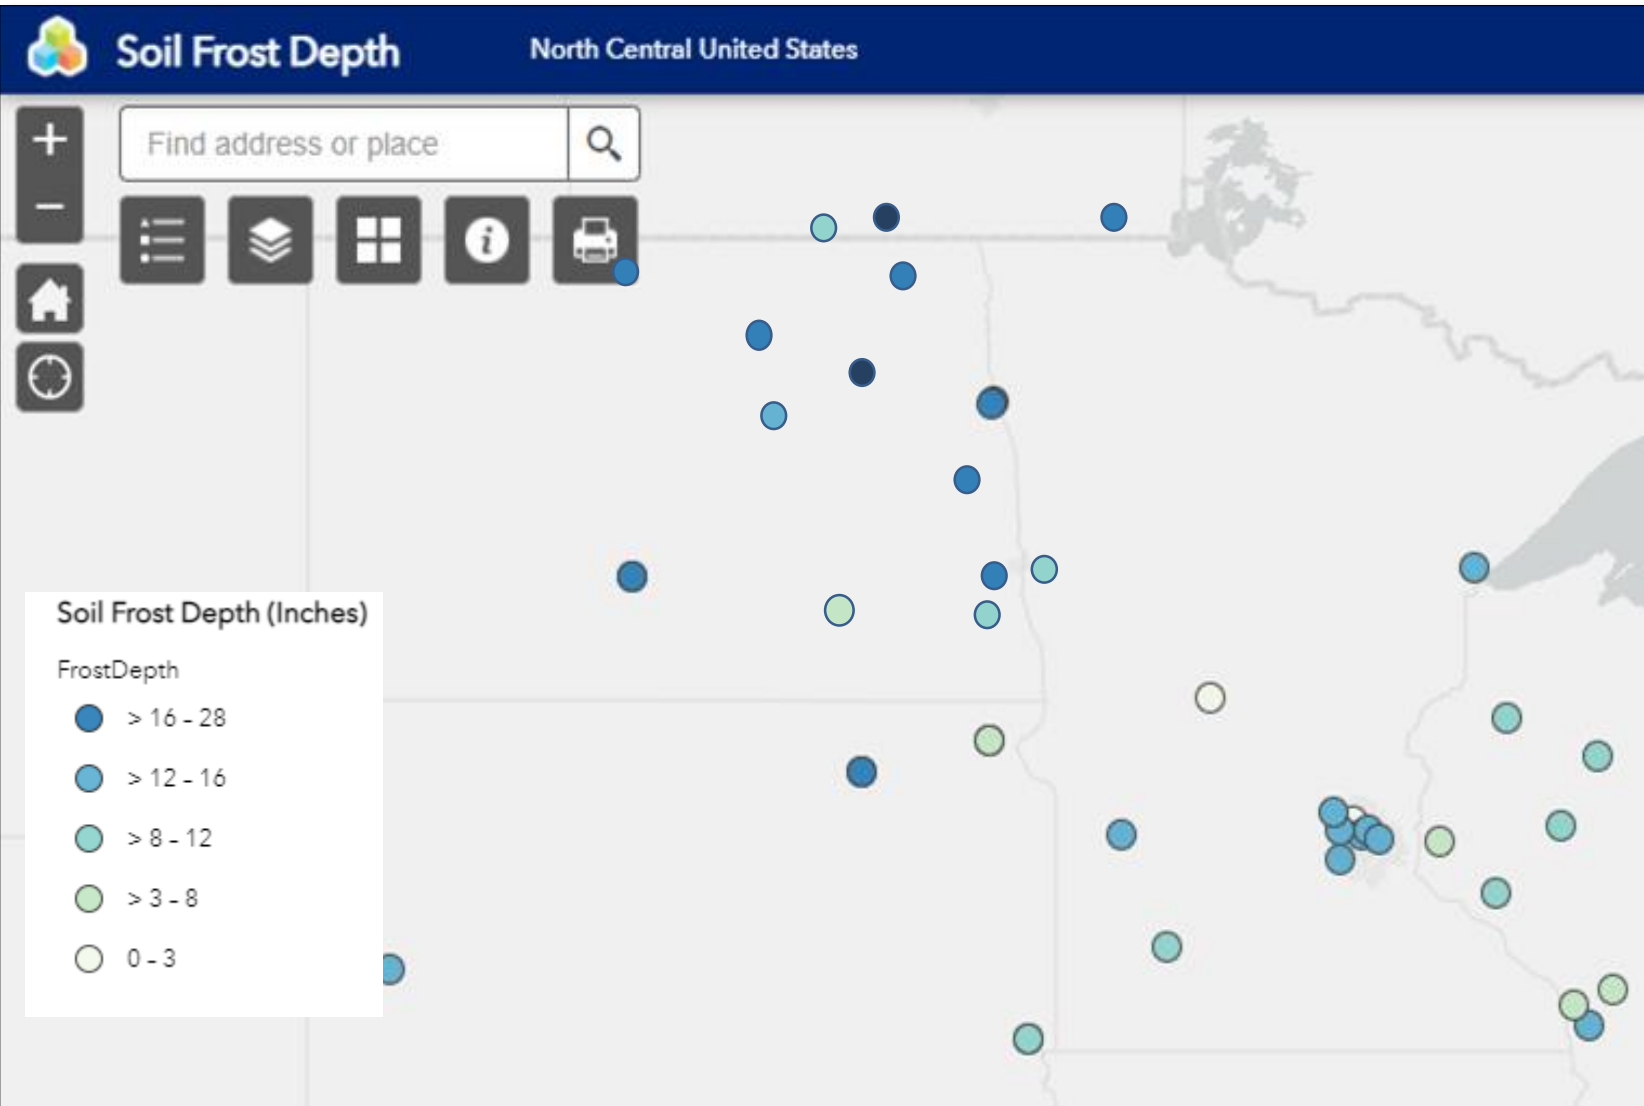 Soil Frost Depth
North Central United States
+
Find address or place
−
i
Soil Frost Depth (Inches)
FrostDepth
> 16 - 28
> 12 - 16
> 8 - 12
> 3 - 8
0 - 3